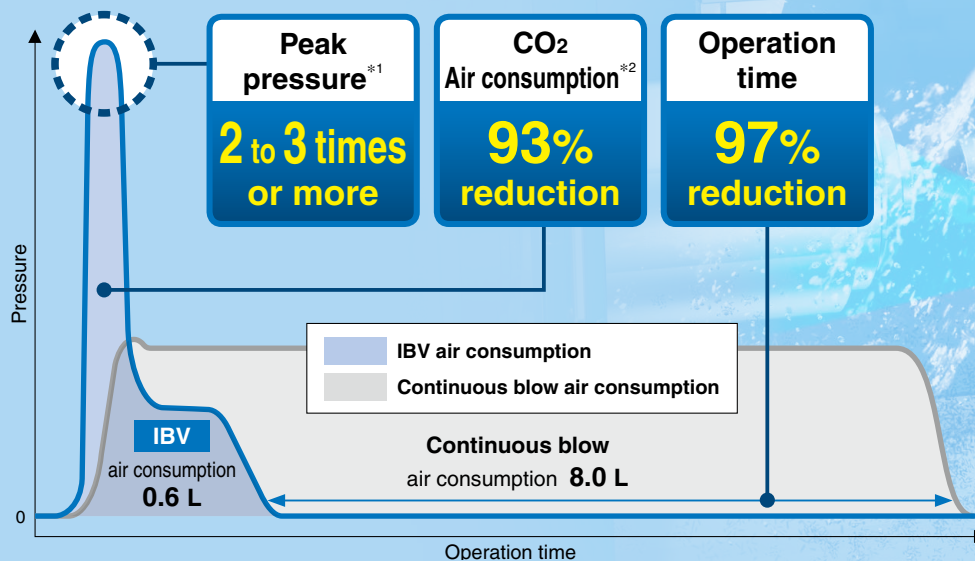 Peak
pressure*1
2 to 3 times
or more
CO2
Air consumption*2
93%
reduction
Operation
time
97%
reduction
Pressure
IBV air consumption
Continuous blow air consumption
IBV
air consumption
0.6 L
Continuous blow
air consumption 8.0 L
0
Operation time